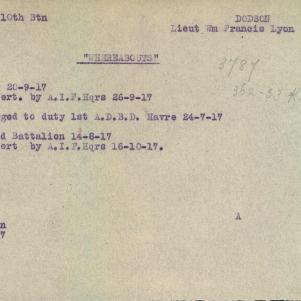 10th Btn
DODSON
Lieut Wm Francis Lyon
"WHEREABOUTS"
3787
20-9-17
ert. by A.I.F.Hqrs 26-9-17
ged to duty 1st A.D.B.D. Havre 24-7-17
d Battalion 14-8-17
ert by A.I.F.Hqrs 16-10-17.
A
n
7